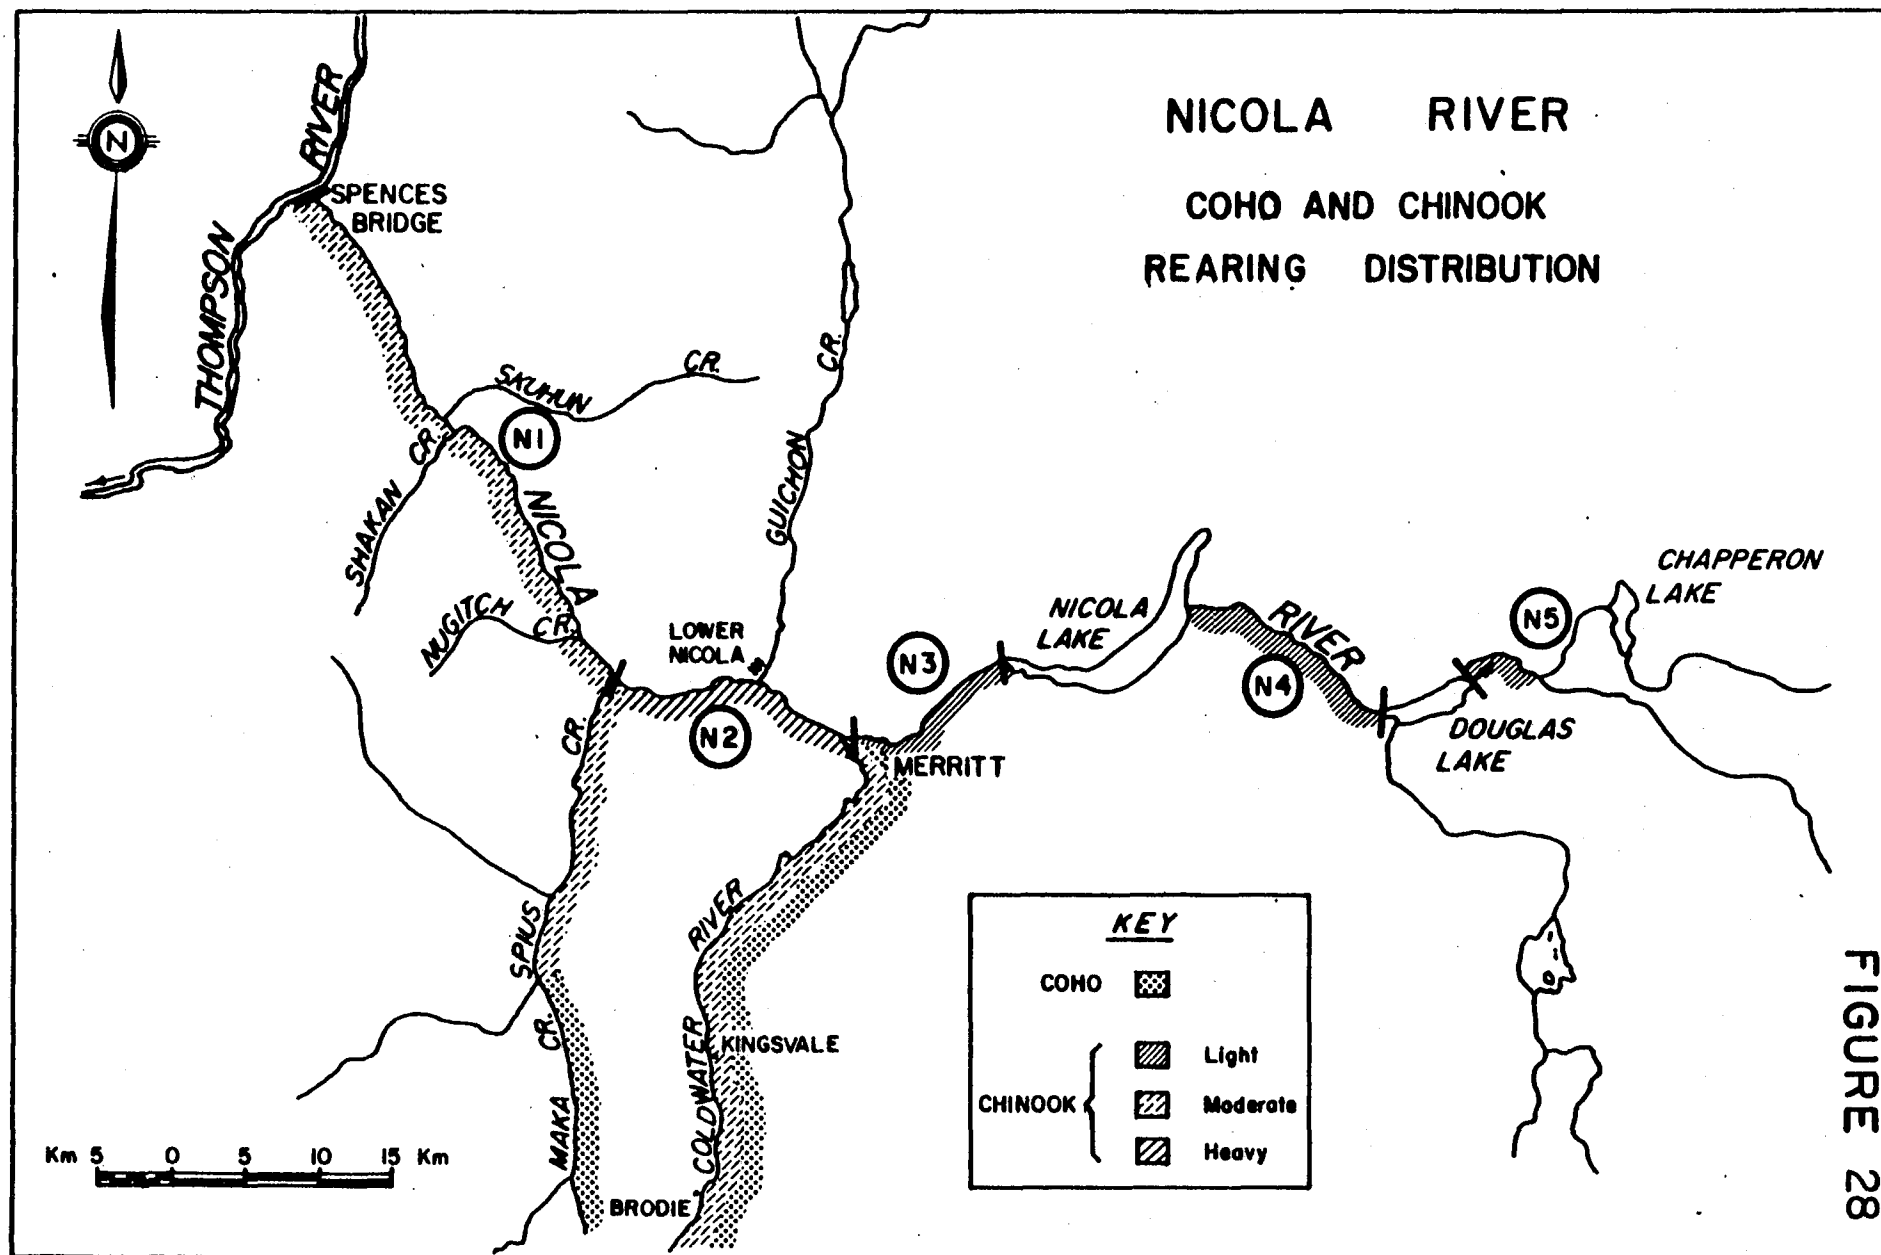 NICOLA RIVER
COHO AND CHINOOK
REARING DISTRIBUTION
N
THOMPSON RIVER
SPENCES
BRIDGE
SKUHUN CR.
N1
SHAKAN CR.
NICOLA RIVER
NUGITCH CR.
GUICHON CR.
LOWER
NICOLA
N2
N3
MERRITT
NICOLA
LAKE
N4
N5
CHAPPERON
LAKE
DOUGLAS
LAKE
SPIUS CR.
MAKA CR.
COLDWATER RIVER
KINGSVALE
BRODIE
KEY
COHO
CHINOOK
Light
Moderate
Heavy
Km 5 0 5 10 15 Km
FIGURE 28